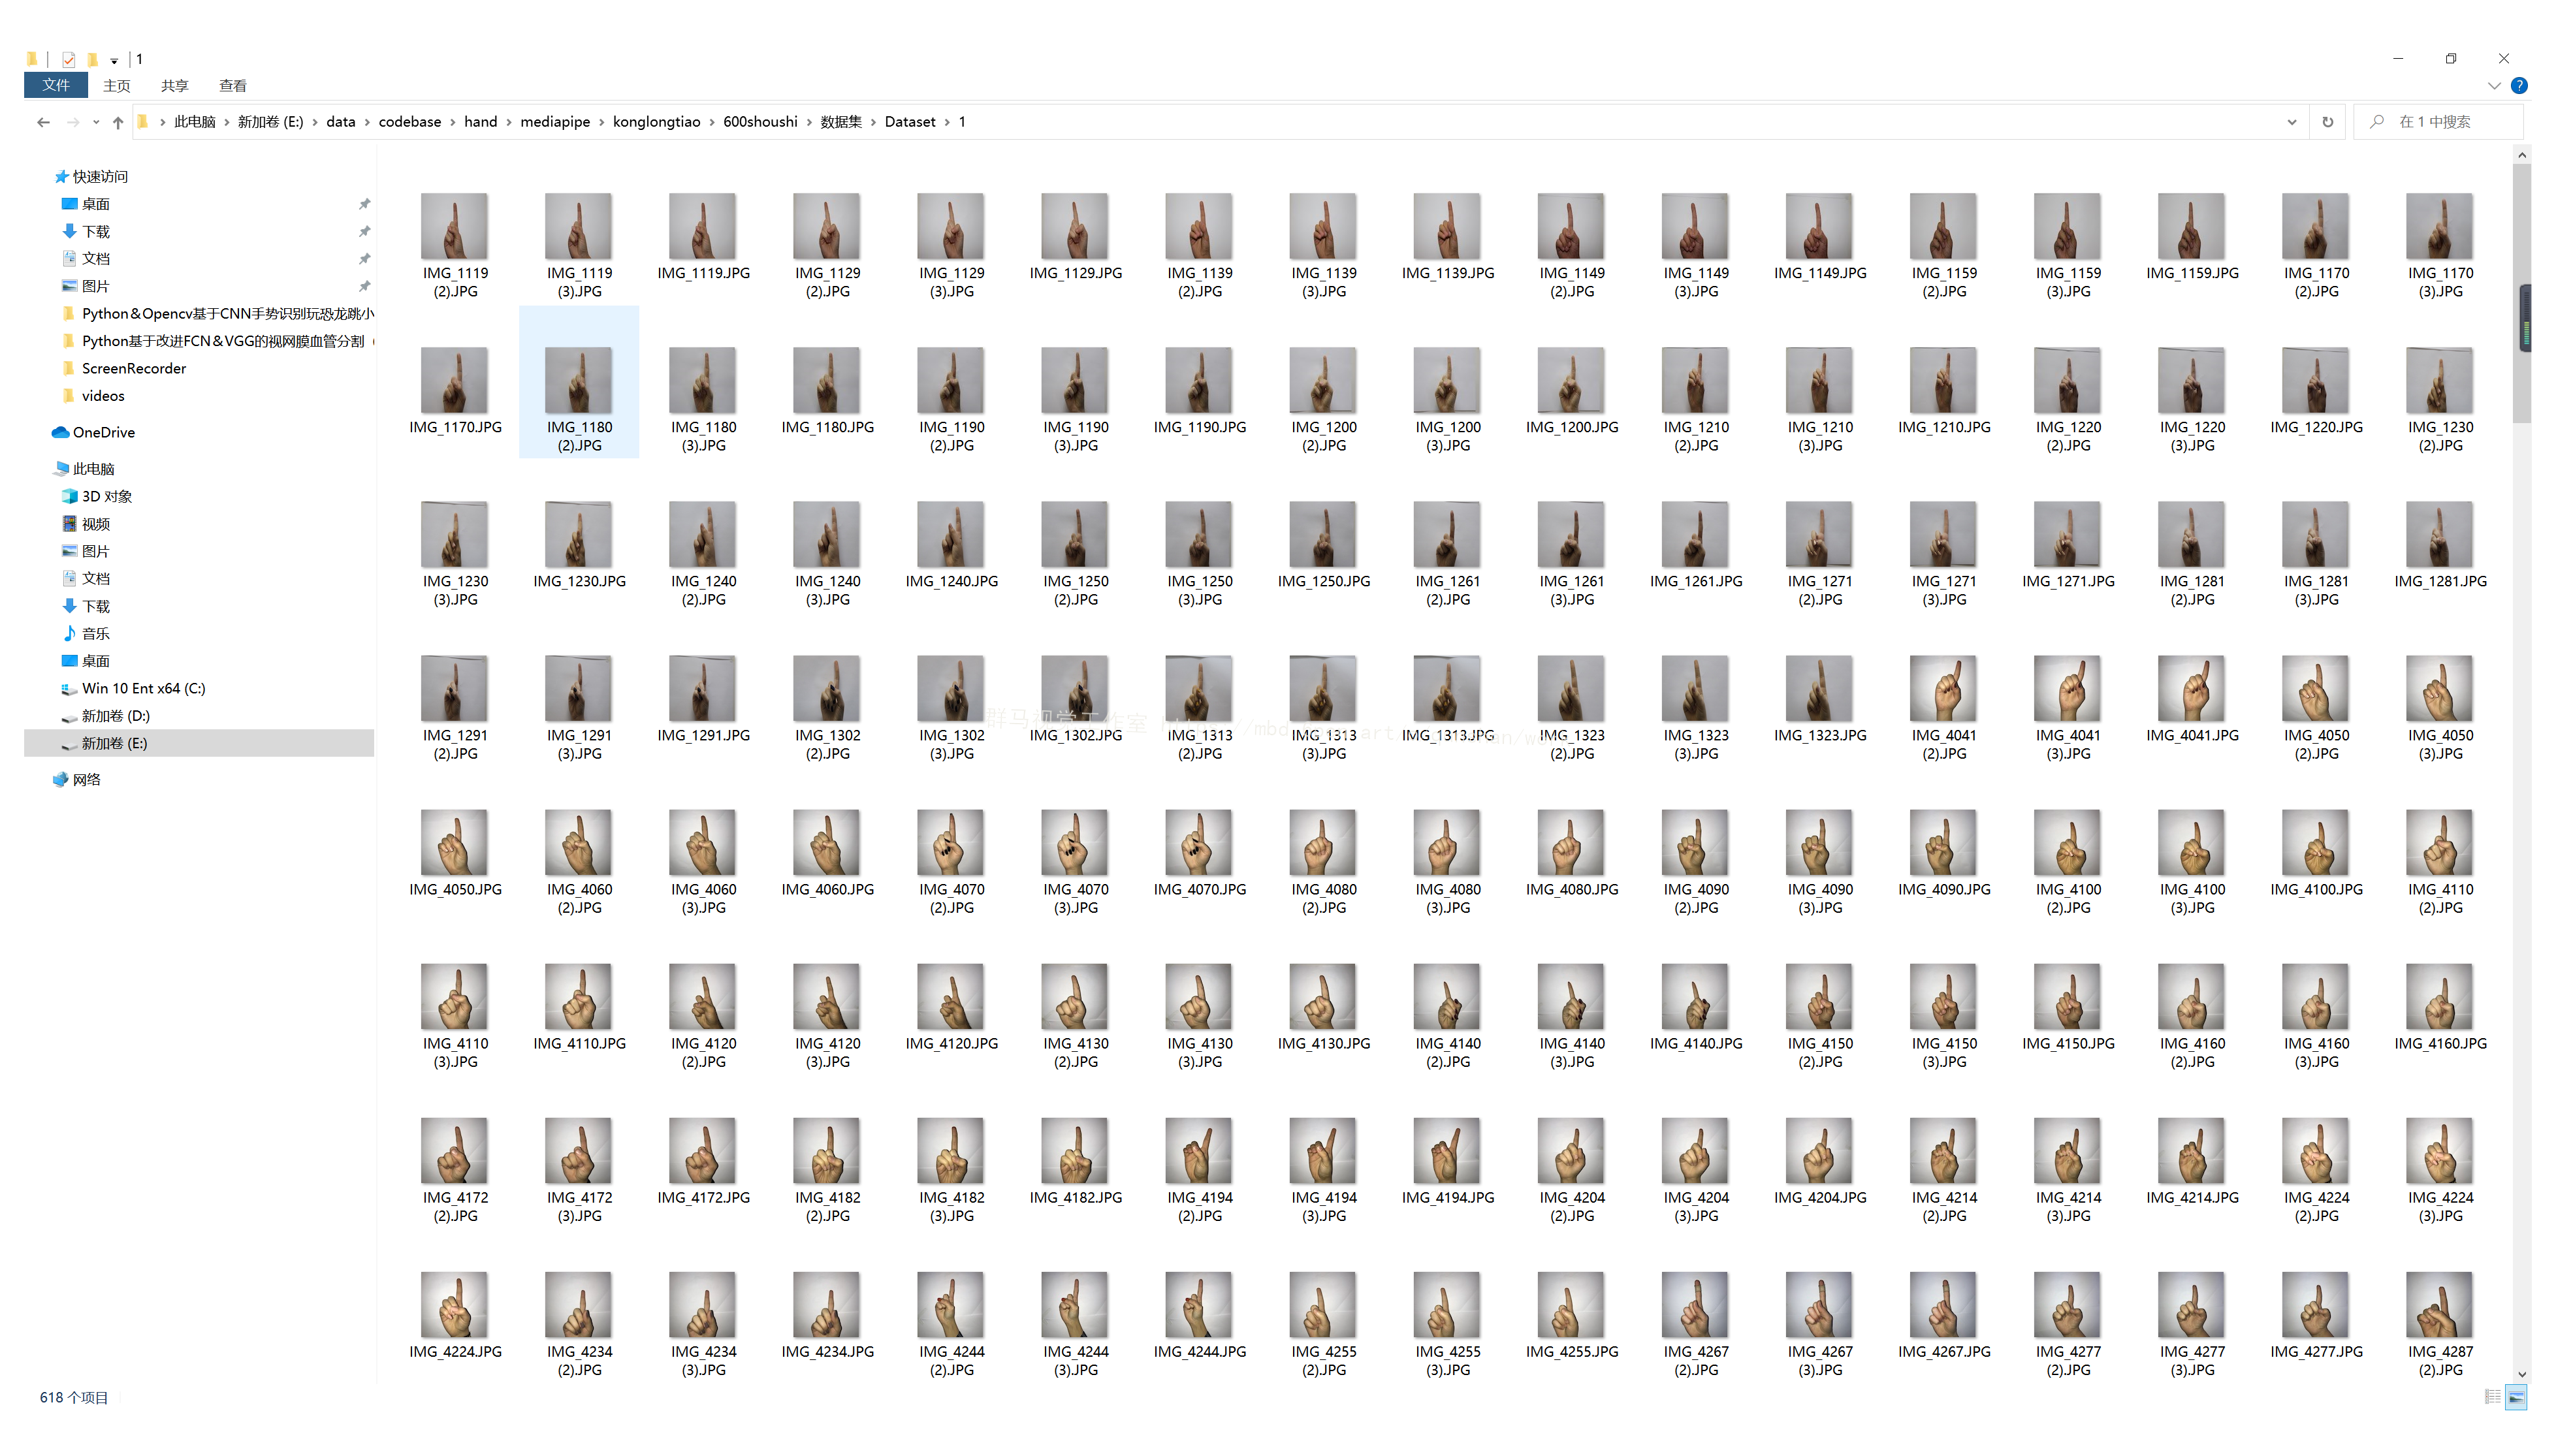 1
文件 主页 共享 查看
此电脑 新加卷 (E:) data codebase hand mediapipe konglongtiao 600shoushi 数据集 Dataset 1
在 1 中搜索
快速访问
桌面
下载
文档
图片
Python&Opencv基于CNN手势识别玩恐龙跳小
Python基于改进FCN&VGG的视网膜血管分割
ScreenRecorder
videos
OneDrive
此电脑
3D 对象
视频
图片
文档
下载
音乐
桌面
Win 10 Ent x64 (C:)
新加卷 (D:)
新加卷 (E:)
网络
IMG_1119 IMG_1119 IMG_1119.JPG IMG_1129 IMG_1129 IMG_1129.JPG IMG_1139 IMG_1139 IMG_1139.JPG IMG_1149 IMG_1149 IMG_1149.JPG IMG_1159 IMG_1159 IMG_1159.JPG IMG_1170 IMG_1170
(2).JPG (3).JPG (2).JPG (3).JPG (2).JPG (3).JPG (2).JPG (3).JPG (2).JPG (3).JPG (2).JPG (3).JPG
IMG_1170.JPG IMG_1180 IMG_1180 IMG_1180.JPG IMG_1190 IMG_1190 IMG_1190.JPG IMG_1200 IMG_1200 IMG_1200.JPG IMG_1210 IMG_1210 IMG_1210.JPG IMG_1220 IMG_1220 IMG_1220.JPG IMG_1230
(2).JPG (3).JPG (2).JPG (3).JPG (2).JPG (3).JPG (2).JPG (3).JPG (2).JPG (3).JPG (2).JPG
IMG_1230 IMG_1230.JPG IMG_1240 IMG_1240 IMG_1240.JPG IMG_1250 IMG_1250 IMG_1250.JPG IMG_1261 IMG_1261 IMG_1261.JPG IMG_1271 IMG_1271 IMG_1271.JPG IMG_1281 IMG_1281 IMG_1281.JPG
(3).JPG (2).JPG (3).JPG (2).JPG (3).JPG (2).JPG (3).JPG (2).JPG (3).JPG (2).JPG (3).JPG
群马视觉工作室
IMG_1291 IMG_1291 IMG_1291.JPG IMG_1302 IMG_1302 IMG_1302.JPG IMG_1313 IMG_1313 IMG_1313.JPG IMG_1323 IMG_1323 IMG_1323.JPG IMG_4041 IMG_4041 IMG_4041.JPG IMG_4050 IMG_4050
(2).JPG (3).JPG (2).JPG (3).JPG (2).JPG (3).JPG (2).JPG (3).JPG (2).JPG (3).JPG (2).JPG (3).JPG
IMG_4050.JPG IMG_4060 IMG_4060 IMG_4060.JPG IMG_4070 IMG_4070 IMG_4070.JPG IMG_4080 IMG_4080 IMG_4080.JPG IMG_4090 IMG_4090 IMG_4090.JPG IMG_4100 IMG_4100 IMG_4100.JPG IMG_4110
(2).JPG (3).JPG (2).JPG (3).JPG (2).JPG (3).JPG (2).JPG (3).JPG (2).JPG (3).JPG (2).JPG
IMG_4110 IMG_4110.JPG IMG_4120 IMG_4120 IMG_4120.JPG IMG_4130 IMG_4130 IMG_4130.JPG IMG_4140 IMG_4140 IMG_4140.JPG IMG_4150 IMG_4150 IMG_4150.JPG IMG_4160 IMG_4160 IMG_4160.JPG
(3).JPG (2).JPG (3).JPG (2).JPG (3).JPG (2).JPG (3).JPG (2).JPG (3).JPG (2).JPG (3).JPG
IMG_4172 IMG_4172 IMG_4172.JPG IMG_4182 IMG_4182 IMG_4182.JPG IMG_4194 IMG_4194 IMG_4194.JPG IMG_4204 IMG_4204 IMG_4204.JPG IMG_4214 IMG_4214 IMG_4214.JPG IMG_4224 IMG_4224
(2).JPG (3).JPG (2).JPG (3).JPG (2).JPG (3).JPG (2).JPG (3).JPG (2).JPG (3).JPG (2).JPG (3).JPG
IMG_4224.JPG IMG_4234 IMG_4234 IMG_4234.JPG IMG_4244 IMG_4244 IMG_4244.JPG IMG_4255 IMG_4255 IMG_4255.JPG IMG_4267 IMG_4267 IMG_4267.JPG IMG_4277 IMG_4277 IMG_4277.JPG IMG_4287
(2).JPG (3).JPG (2).JPG (3).JPG (2).JPG (3).JPG (2).JPG (3).JPG (2).JPG (3).JPG (2).JPG
618 个项目